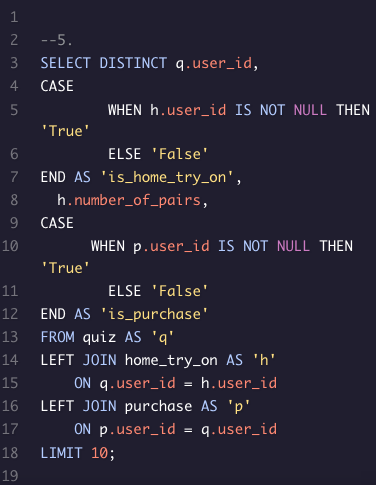 1
2 --5.
3 SELECT DISTINCT q.user_id,
4 CASE
5 WHEN h.user_id IS NOT NULL THEN
'True'
6 ELSE 'False'
7 END AS 'is_home_try_on',
8 h.number_of_pairs,
9 CASE
10 WHEN p.user_id IS NOT NULL THEN
'True'
11 ELSE 'False'
12 END AS 'is_purchase'
13 FROM quiz AS 'q'
14 LEFT JOIN home_try_on AS 'h'
15 ON q.user_id = h.user_id
16 LEFT JOIN purchase AS 'p'
17 ON p.user_id = q.user_id
18 LIMIT 10;
19